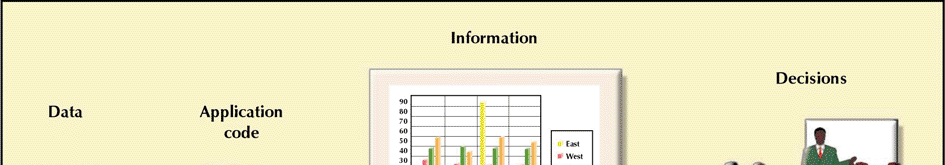 Information
Decisions
Data
Application
code
90
80
70
60
50
40
30
East
West